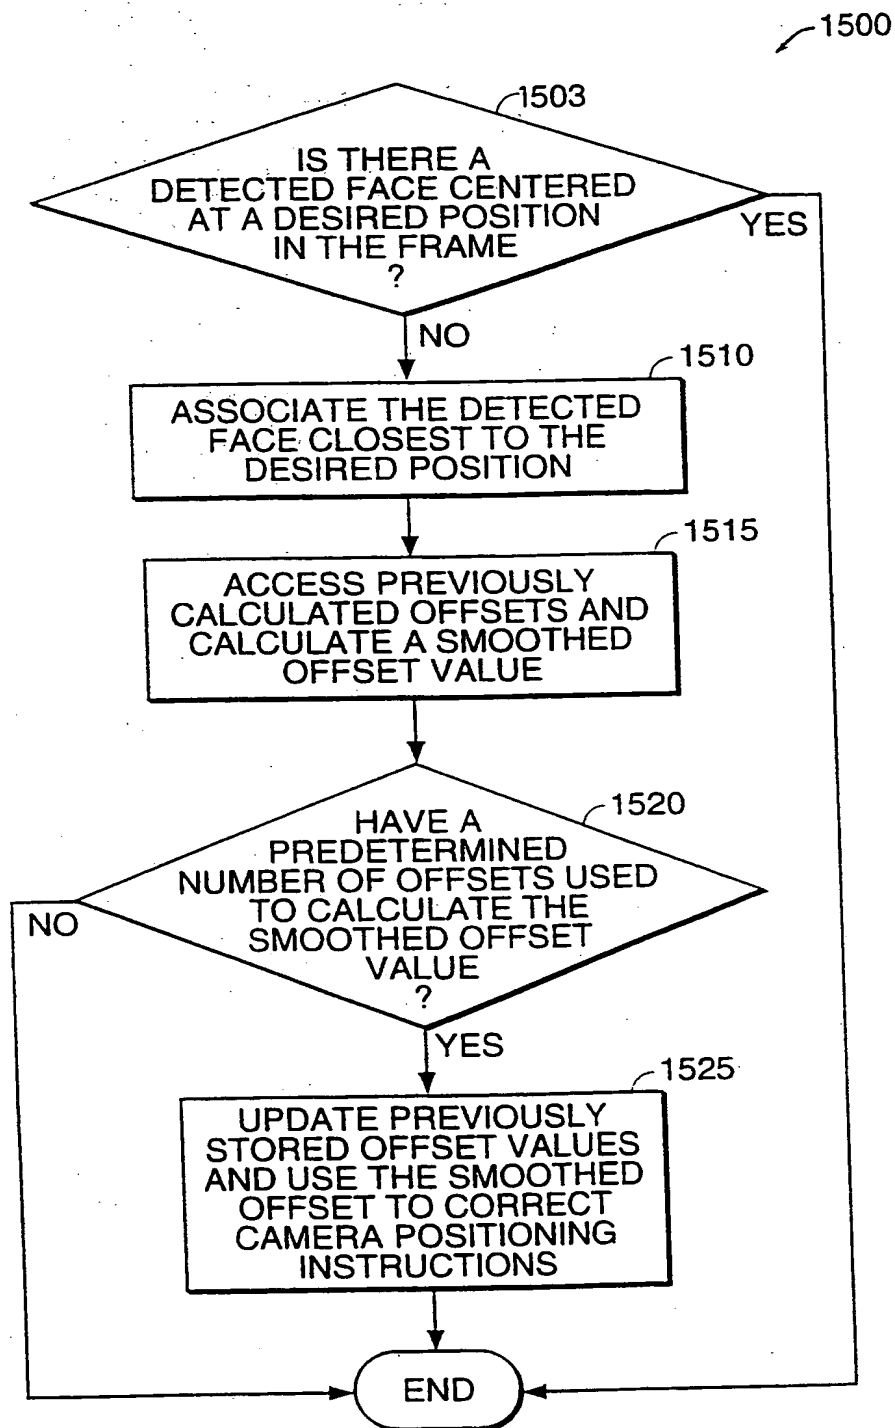 1500
1503
IS THERE A
DETECTED FACE CENTERED
AT A DESIRED POSITION
IN THE FRAME
?
YES
NO
1510
ASSOCIATE THE DETECTED
FACE CLOSEST TO THE
DESIRED POSITION
1515
ACCESS PREVIOUSLY
CALCULATED OFFSETS AND
CALCULATE A SMOOTHED
OFFSET VALUE
1520
HAVE A
PREDETERMINED
NUMBER OF OFFSETS USED
TO CALCULATE THE
SMOOTHED OFFSET
VALUE
?
NO
YES
1525
UPDATE PREVIOUSLY
STORED OFFSET VALUES
AND USE THE SMOOTHED
OFFSET TO CORRECT
CAMERA POSITIONING
INSTRUCTIONS
END